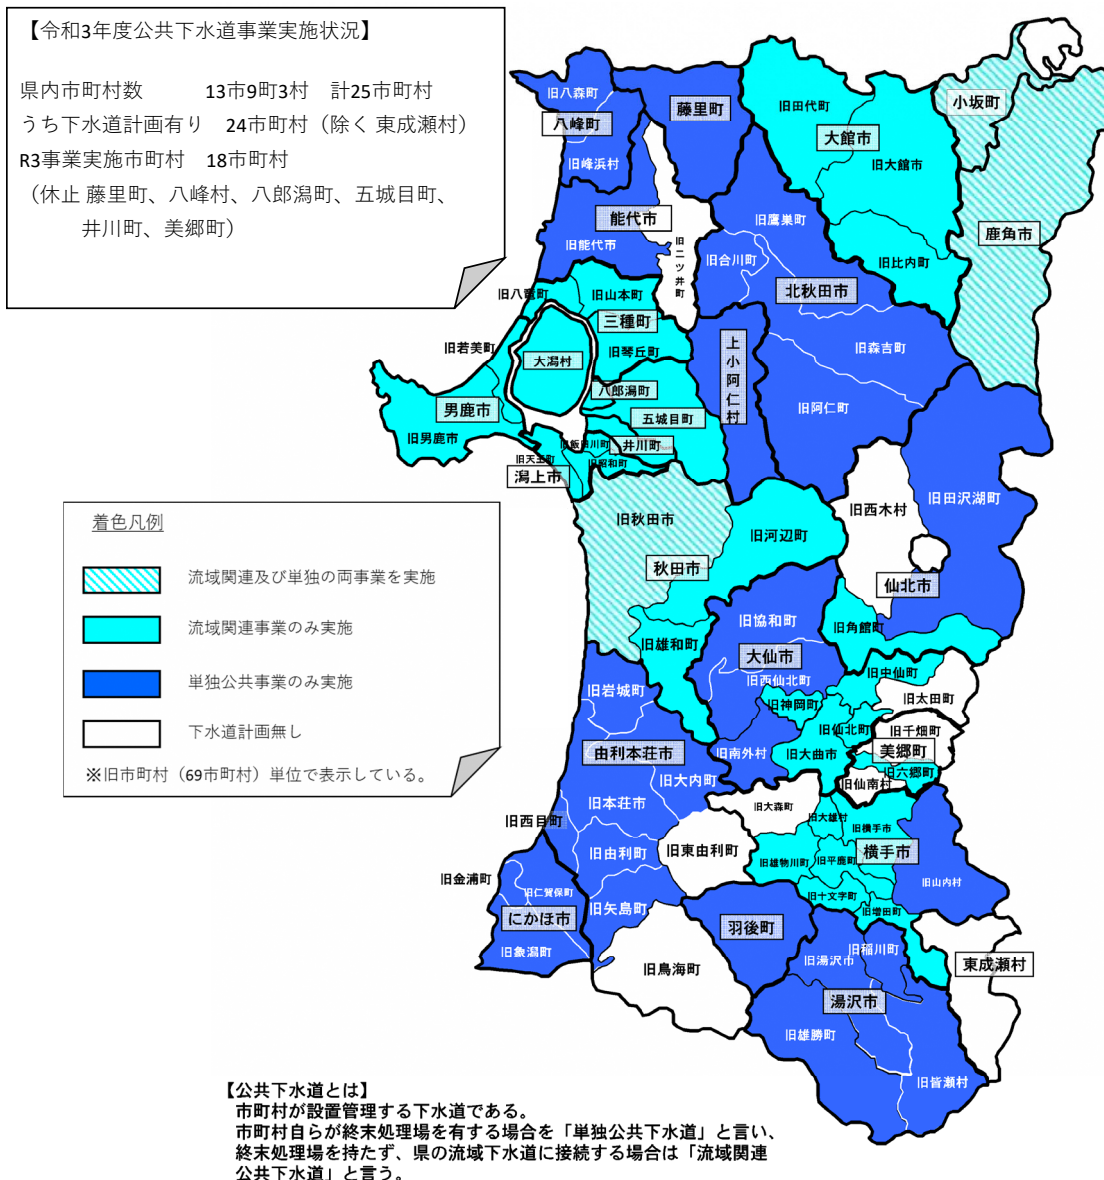 【令和3年度公共下水道事業実施状況】
県内市町村数　　　13市9町3村　計25市町村
うち下水道計画有り　24市町村（除く 東成瀬村）
R3事業実施市町村　18市町村
（休止 藤里町、八峰村、八郎潟町、五城目町、
井川町、美郷町）
旧八森町
八峰町
旧峰浜村
藤里町
旧田代町
大館市
旧大館市
小坂町
鹿角市
能代市
旧能代市
旧二ツ井町
旧鷹巣町
旧合川町
北秋田市
旧比内町
旧八竜町
旧山本町
三種町
旧琴丘町
旧若美町
大潟村
八郎潟町
上小阿仁村
旧森吉町
旧阿仁町
男鹿市
旧男鹿市
五城目町
旧飯田川町
井川町
旧天王町
旧昭和町
潟上市
旧秋田市
秋田市
旧河辺町
旧雄和町
旧西木村
旧田沢湖町
仙北市
旧角館町
着色凡例
流域関連及び単独の両事業を実施
流域関連事業のみ実施
単独公共事業のみ実施
下水道計画無し
※旧市町村（69市町村）単位で表示している。
旧協和町
大仙市
旧西仙北町
旧神岡町
旧中仙町
旧太田町
旧仙北町
旧大曲市
旧南外村
旧千畑町
美郷町
旧六郷町
旧仙南村
旧岩城町
由利本荘市
旧大内町
旧本荘市
旧西目町
旧由利町
旧東由利町
旧矢島町
旧鳥海町
旧金浦町
旧仁賀保町
にかほ市
旧象潟町
旧大森町
旧大雄村
旧横手市
横手市
旧雄物川町
旧平鹿町
旧山内村
旧十文字町
旧増田町
羽後町
旧湯沢市
旧稲川町
東成瀬村
湯沢市
旧雄勝町
旧皆瀬村
【公共下水道とは】
市町村が設置管理する下水道である。
市町村自らが終末処理場を有する場合を「単独公共下水道」と言い、
終末処理場を持たず、県の流域下水道に接続する場合は「流域関連
公共下水道」と言う。